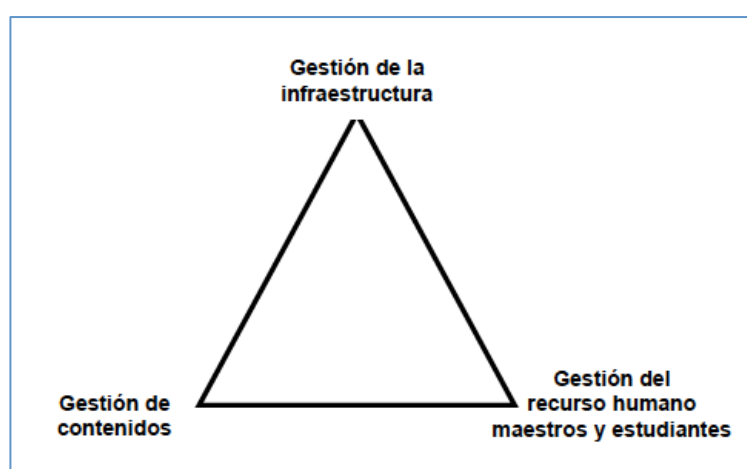 Gestión de la
infraestructura
Gestión de
contenidos
Gestión del
recurso humano
maestros y estudiantes